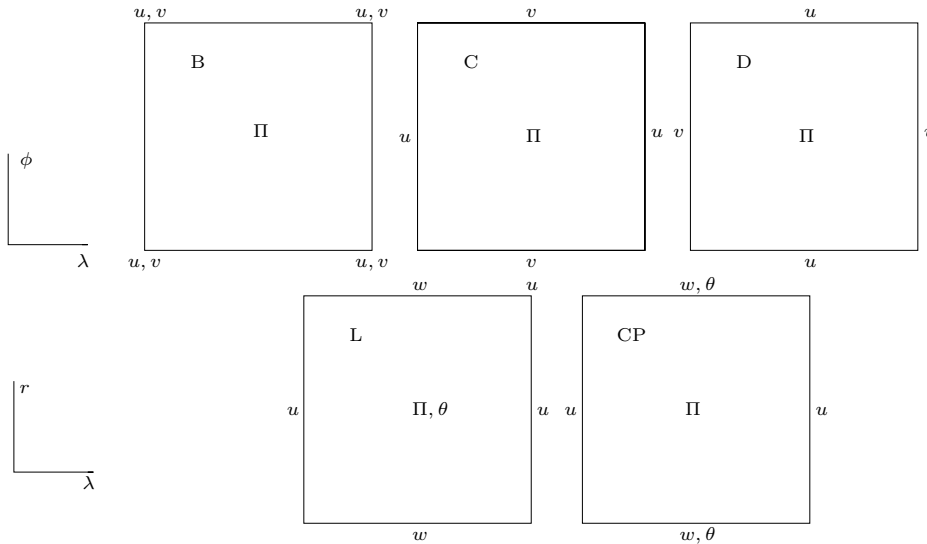 u, v u, v v u
B C D
ϕ Π u Π u v Π v
λ u, v u, v v u
w u w, θ
L CP
r u Π, θ u u Π u
λ w w, θ